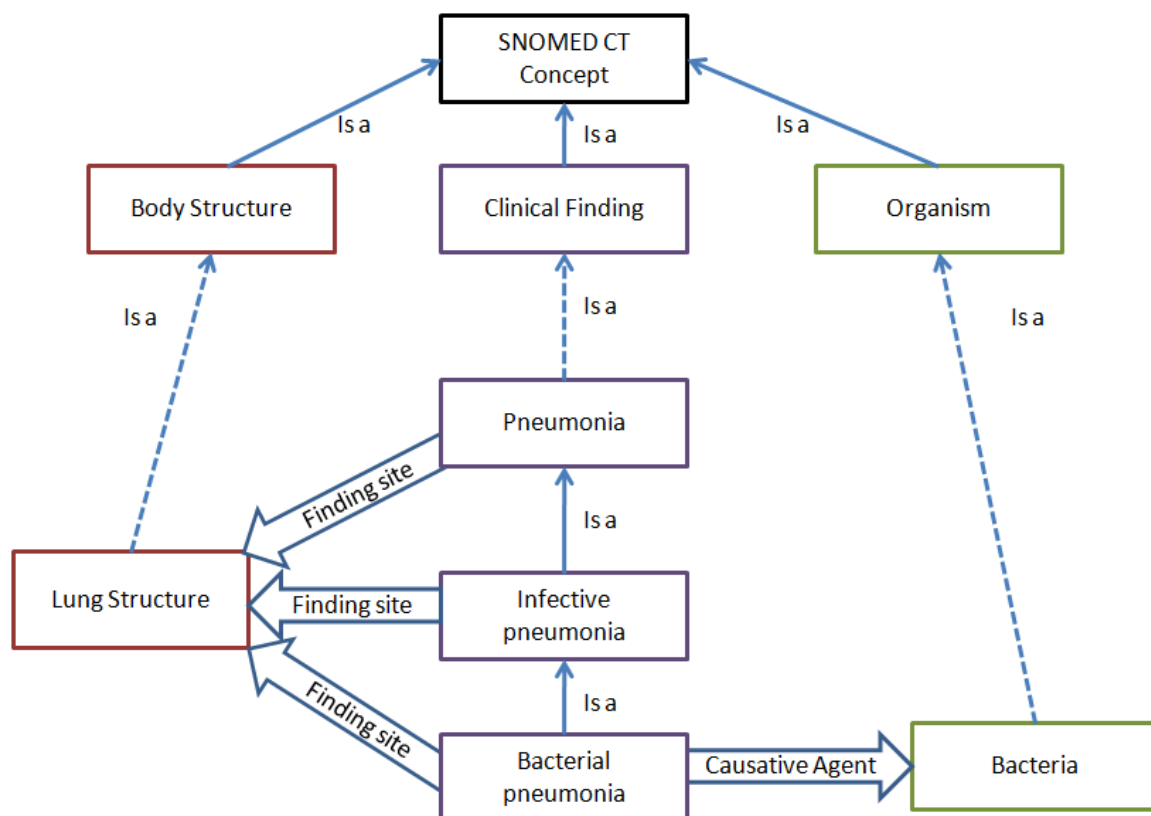 SNOMED CT
Concept
Is a
Is a
Is a
Body Structure
Clinical Finding
Organism
Is a
Is a
Is a
Pneumonia
Finding site
Is a
Lung Structure
Finding site
Infective
pneumonia
Finding site
Is a
Bacterial
pneumonia
Causative Agent
Bacteria